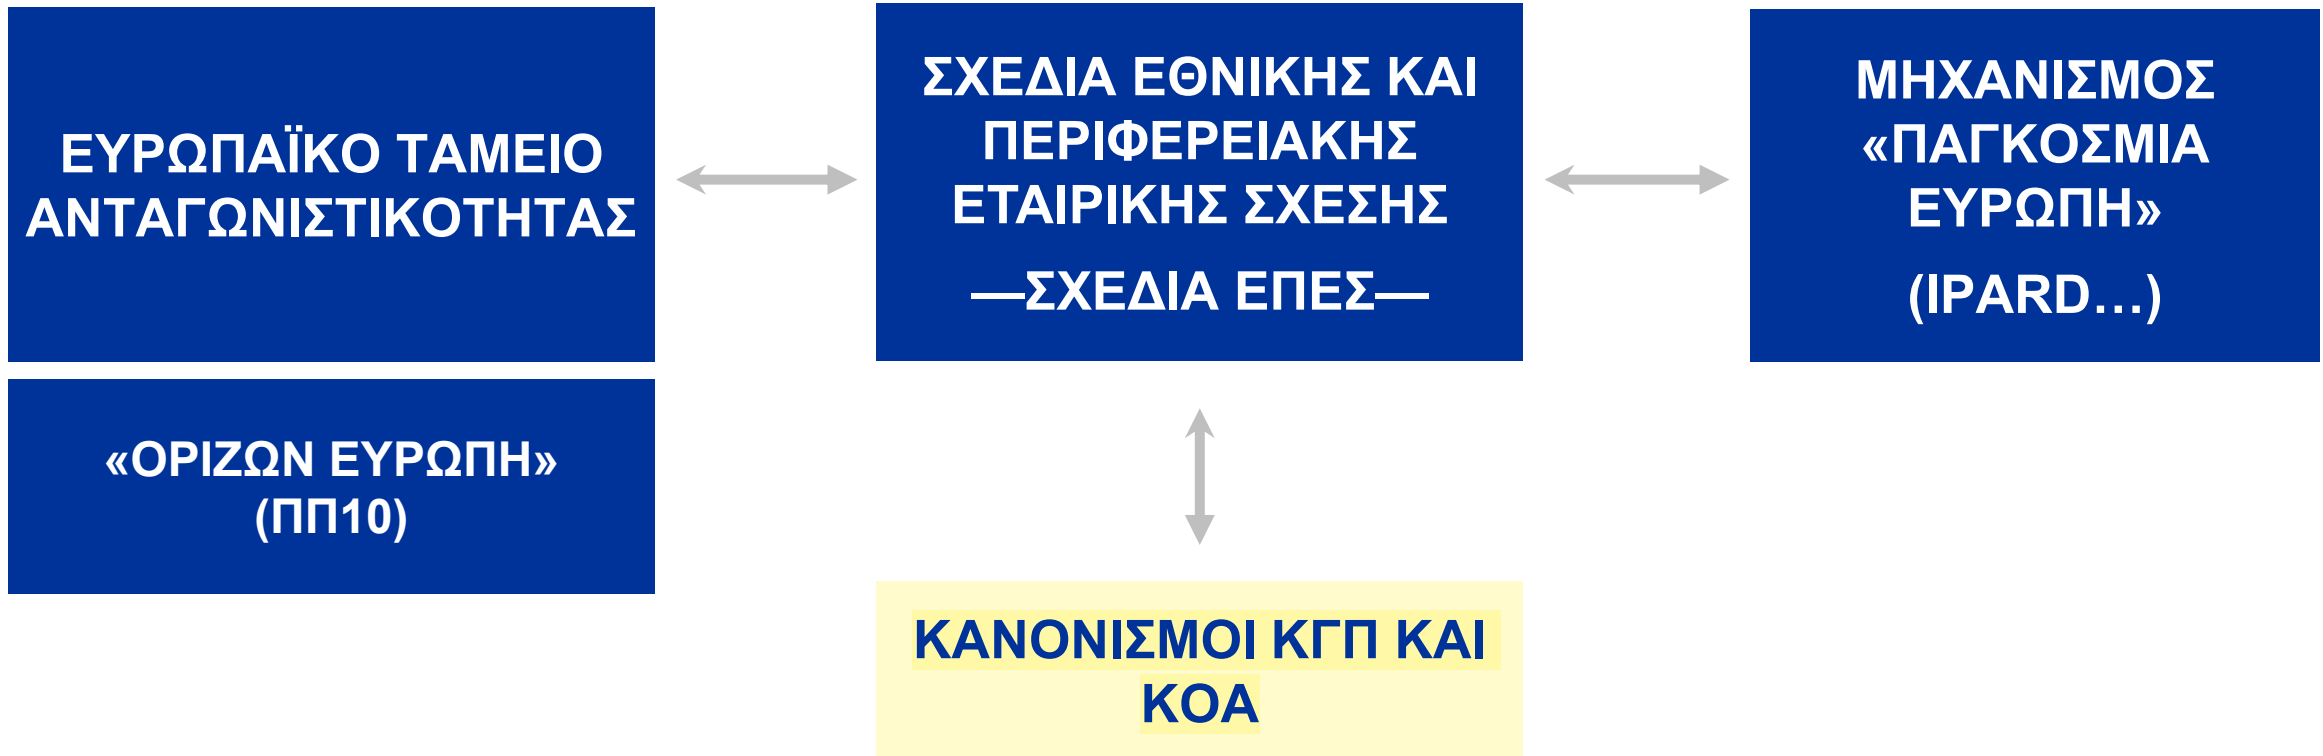 ΕΥΡΩΠΑΪΚΟ ΤΑΜΕΙΟ
ΑΝΤΑΓΩΝΙΣΤΙΚΟΤΗΤΑΣ
«ΟΡΙΖΩΝ ΕΥΡΩΠΗ»
(ΠΠ10)
ΣΧΕΔΙΑ ΕΘΝΙΚΗΣ ΚΑΙ
ΠΕΡΙΦΕΡΕΙΑΚΗΣ
ΕΤΑΙΡΙΚΗΣ ΣΧΕΣΗΣ
—ΣΧΕΔΙΑ ΕΠΕΣ—
ΚΑΝΟΝΙΣΜΟΙ ΚΓΠ ΚΑΙ
ΚΟΑ
ΜΗΧΑΝΙΣΜΟΣ
«ΠΑΓΚΟΣΜΙΑ
ΕΥΡΩΠΗ»
(IPARD…)